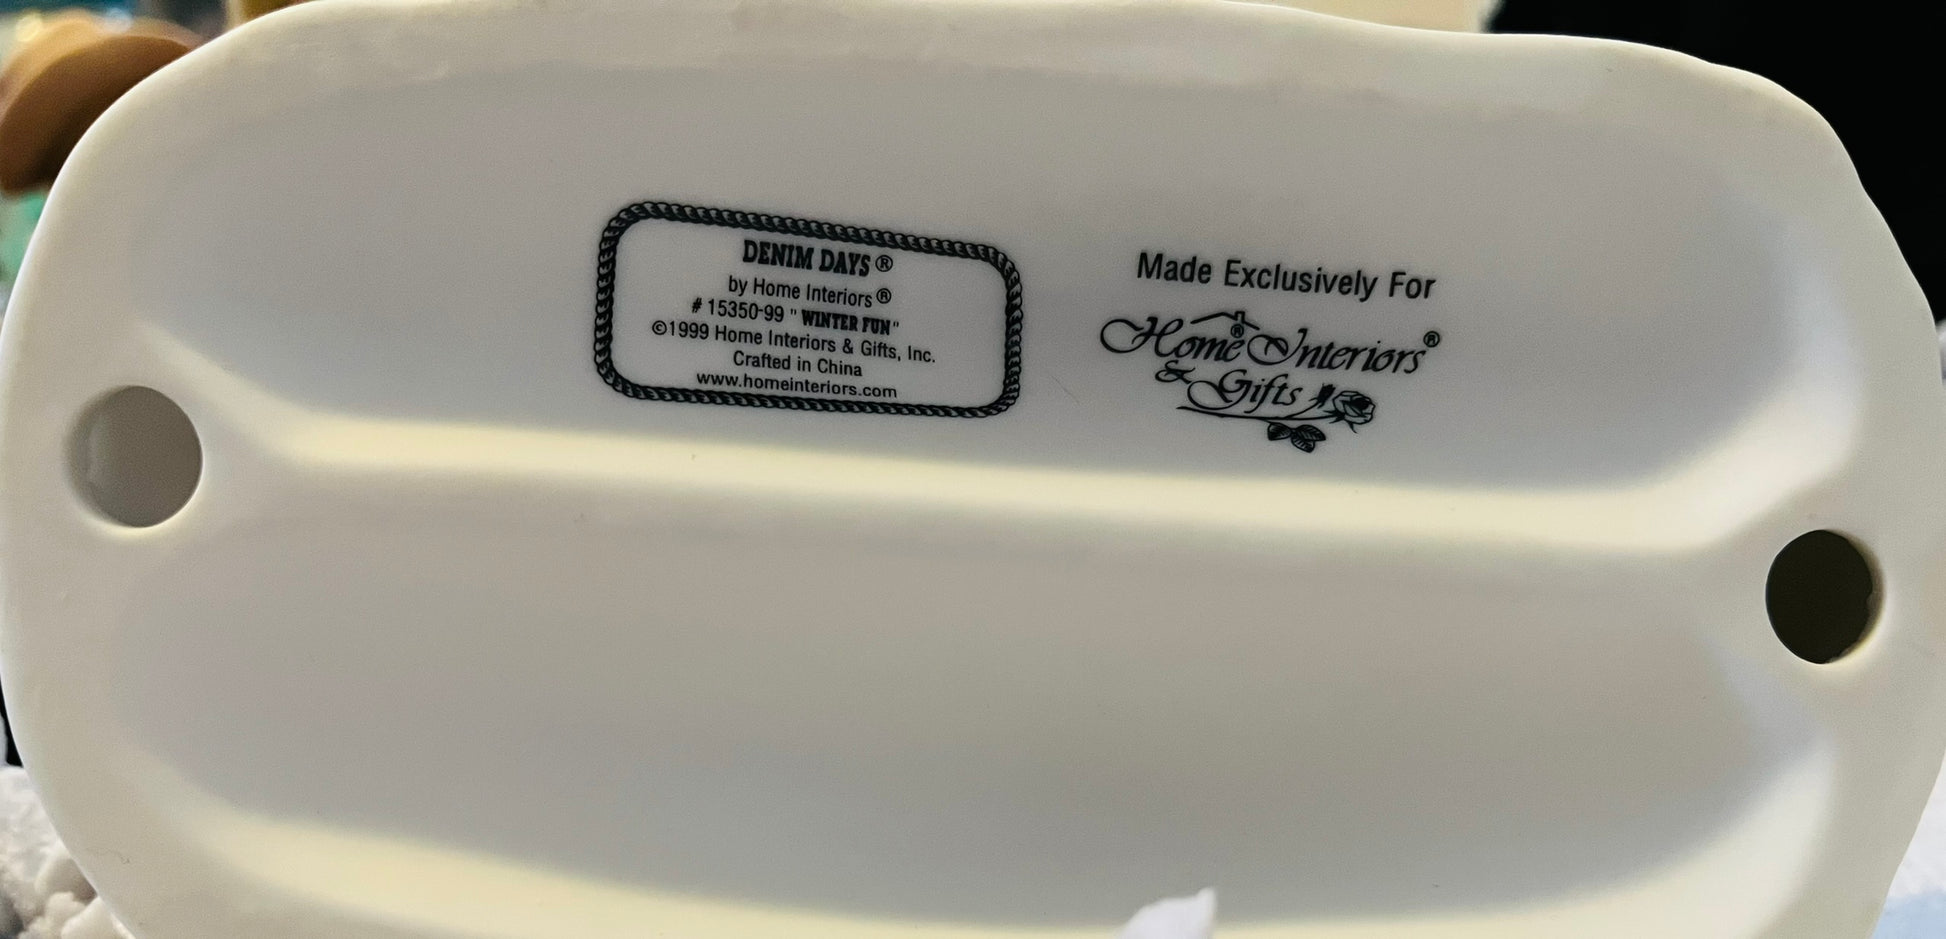 DENIM DAYS®
by Home Interiors®
# 15350-99 "WINTER FUN"
©1999 Home Interiors & Gifts, Inc.
Crafted in China
www.homeinteriors.com
Made Exclusively For
Home® Interiors®
& Gifts